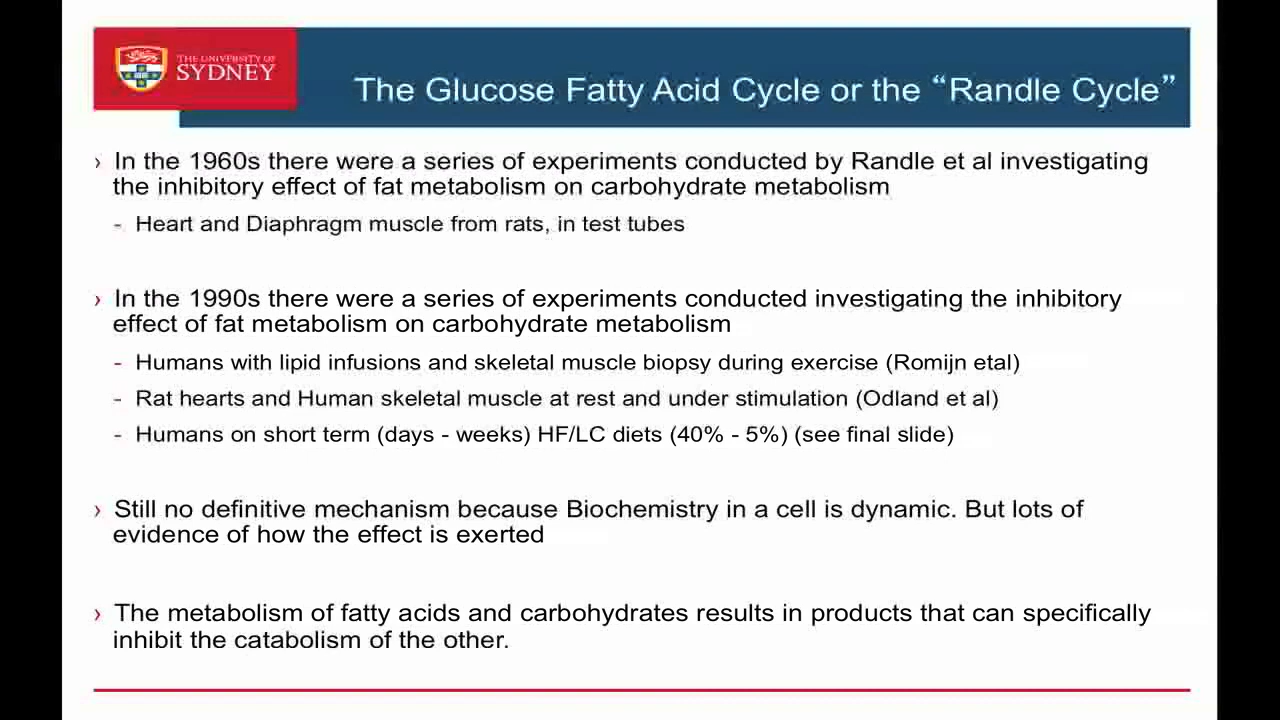 THE UNIVERSITY OF
SYDNEY
The Glucose Fatty Acid Cycle or the “Randle Cycle”
› In the 1960s there were a series of experiments conducted by Randle et al investigating
the inhibitory effect of fat metabolism on carbohydrate metabolism
- Heart and Diaphragm muscle from rats, in test tubes
› In the 1990s there were a series of experiments conducted investigating the inhibitory
effect of fat metabolism on carbohydrate metabolism
- Humans with lipid infusions and skeletal muscle biopsy during exercise (Romijn etal)
- Rat hearts and Human skeletal muscle at rest and under stimulation (Odland et al)
- Humans on short term (days - weeks) HF/LC diets (40% - 5%) (see final slide)
› Still no definitive mechanism because Biochemistry in a cell is dynamic. But lots of
evidence of how the effect is exerted
› The metabolism of fatty acids and carbohydrates results in products that can specifically
inhibit the catabolism of the other.